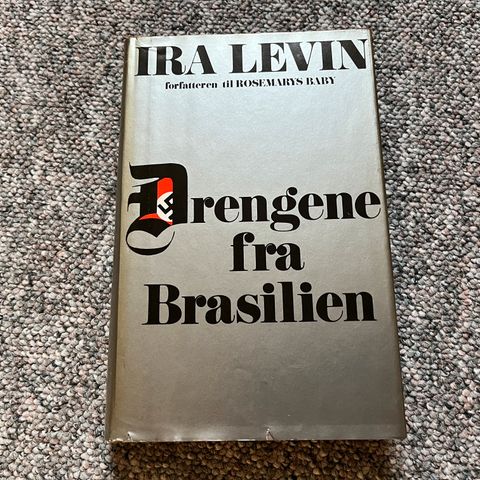 IRA LEVIN
forfatteren til ROSEMARYS BABY
Drengene
fra
Brasilien